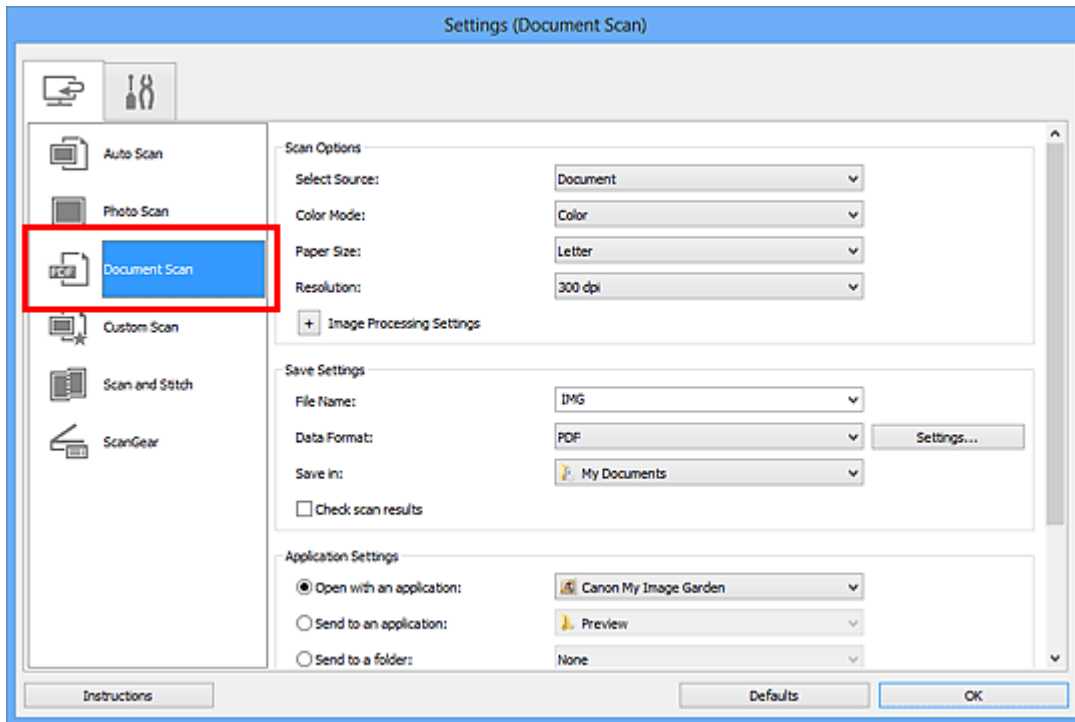 Settings (Document Scan)
Auto Scan
Photo Scan
PDF
Document Scan
Custom Scan
Scan and Stitch
ScanGear
Scan Options
Select Source: Document
Color Mode: Color
Paper Size: Letter
Resolution: 300 dpi
+ Image Processing Settings
Save Settings
File Name: IMG
Data Format: PDF Settings...
Save in: My Documents
Check scan results
Application Settings
Open with an application: Canon My Image Garden
Send to an application: Preview
Send to a folder: None
Instructions Defaults OK